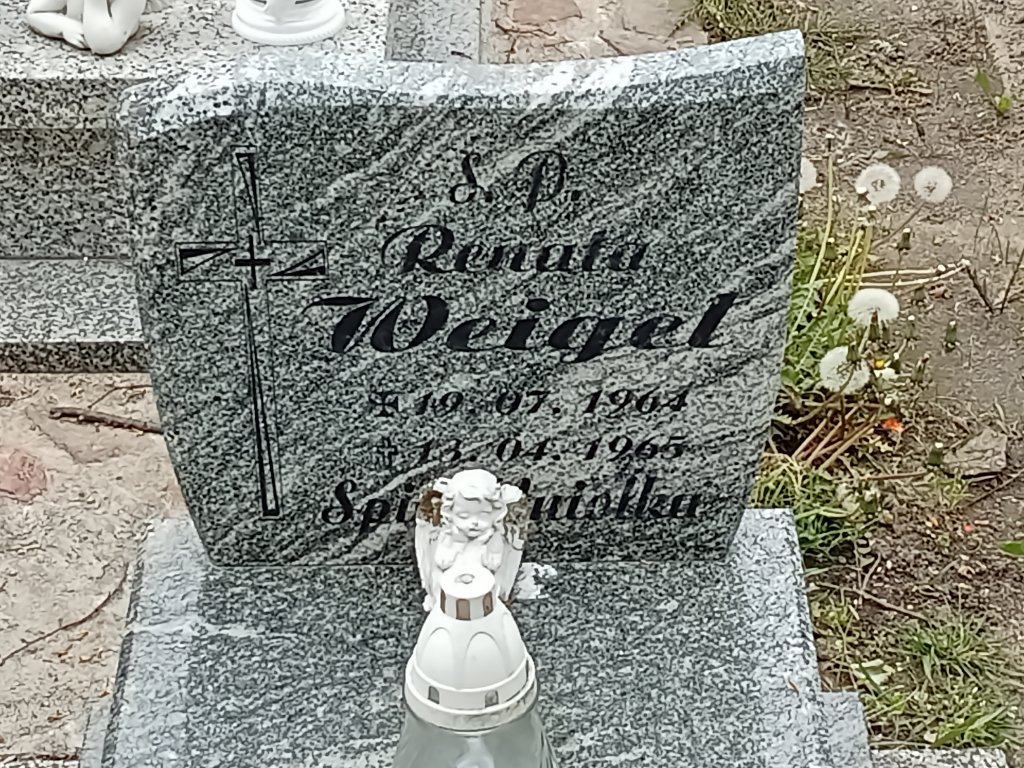 Ś. P.
Renata
Weigel
19. 07. 1964
13. 04. 1965